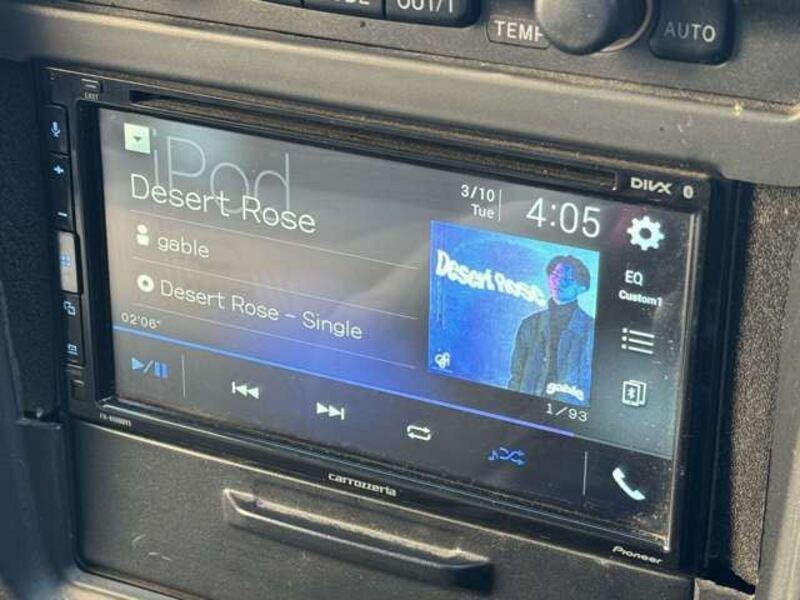 OUT/T
TEMP
AUTO
DIVX
iPod
Desert Rose
3/10
Tue
4:05
gable
EQ
Custom1
Desert Rose - Single
Desert Rose
gable
02'06"
1/93
carrozzeria
Pioneer